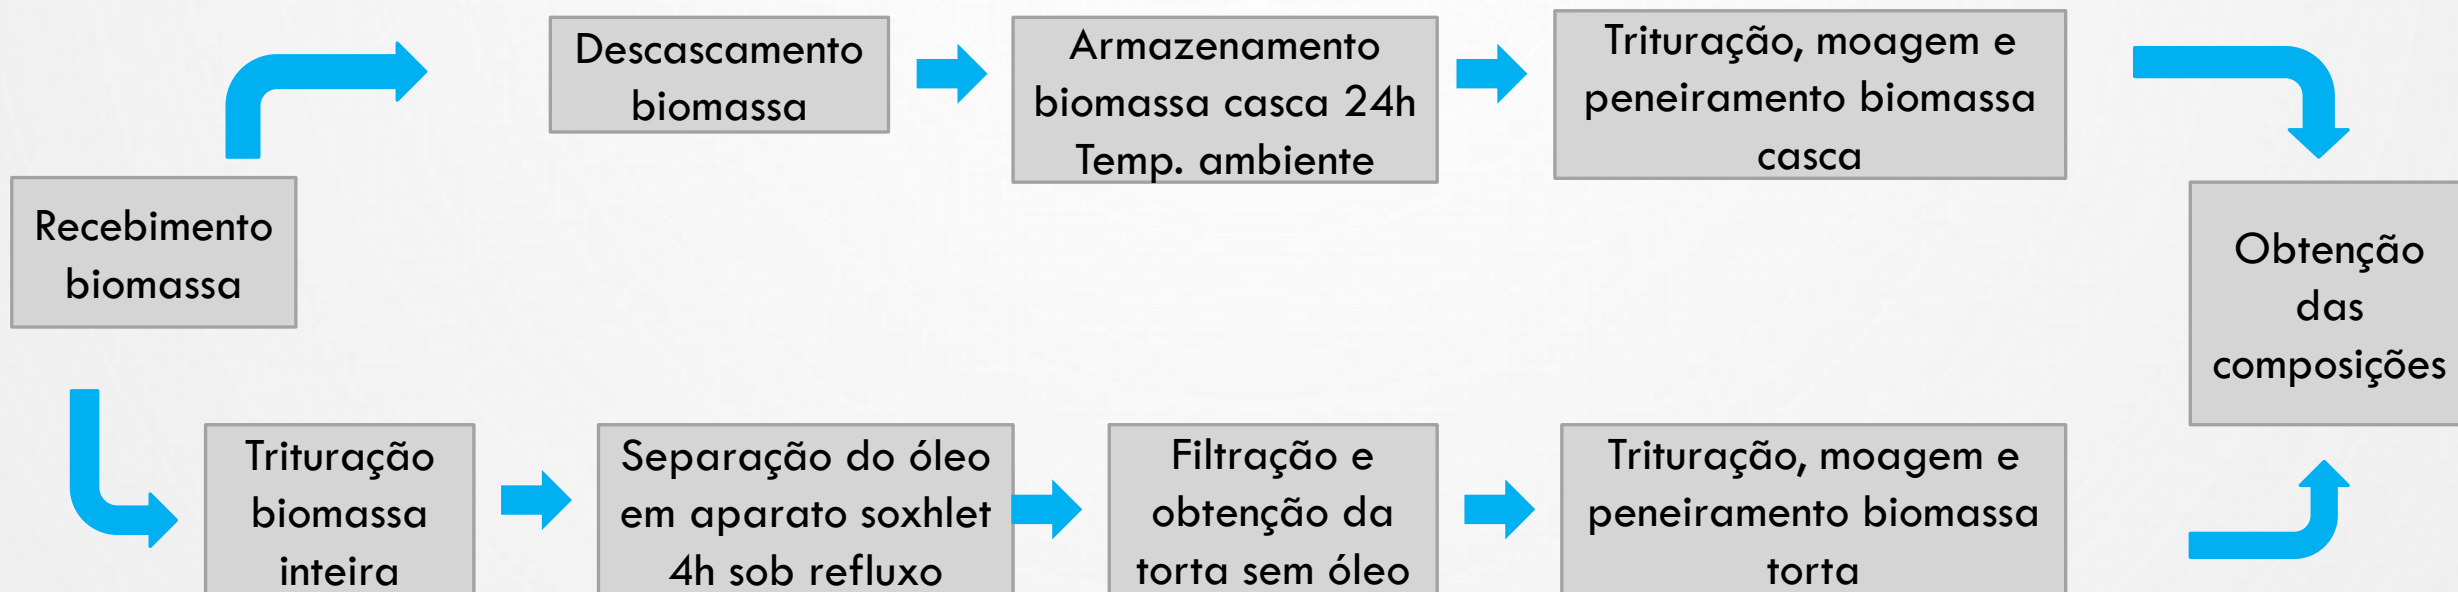 Recebimento
biomassa
Descascamento
biomassa
Armazenamento
biomassa casca 24h
Temp. ambiente
Trituração, moagem e
peneiramento biomassa
casca
Trituração
biomassa
inteira
Separação do óleo
em aparato soxhlet
4h sob refluxo
Filtração e
obtenção da
torta sem óleo
Trituração, moagem e
peneiramento biomassa
torta
Obtenção
das
composições